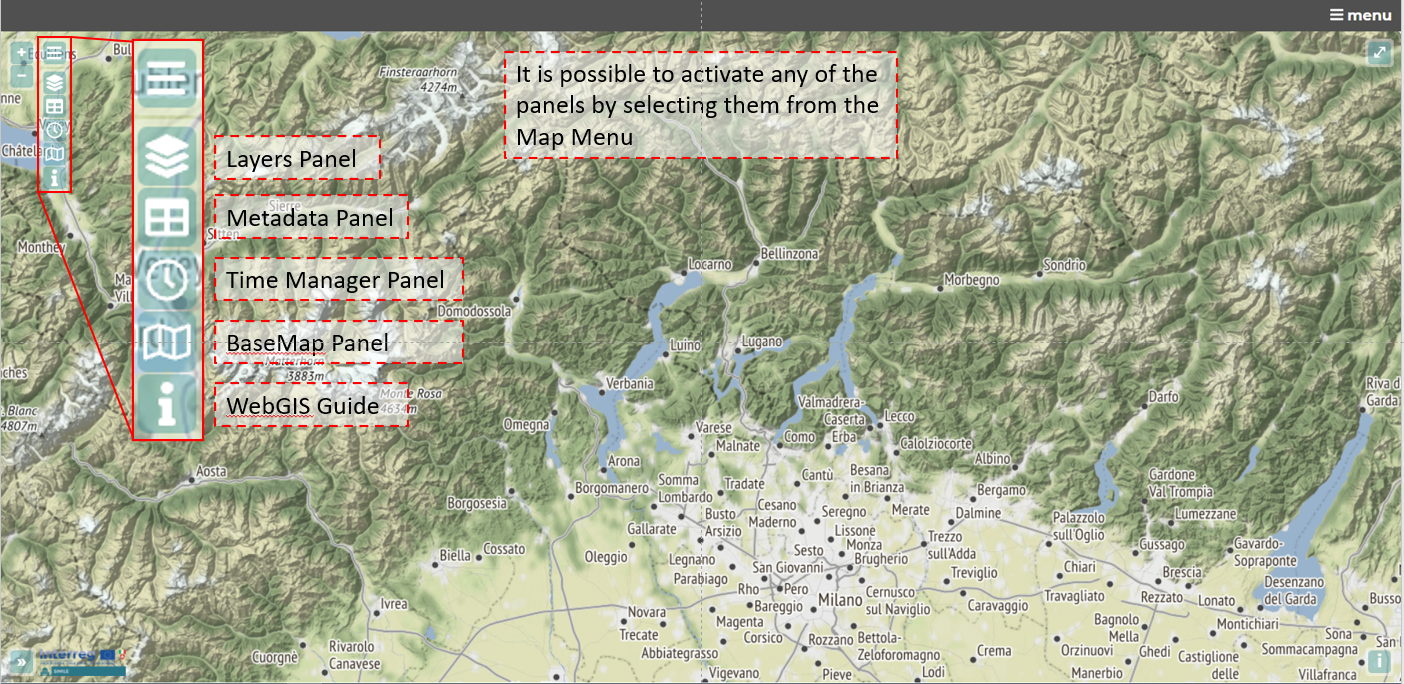 menu
It is possible to activate any of the
panels by selecting them from the
Map Menu
Layers Panel
Metadata Panel
Time Manager Panel
BaseMap Panel
WebGIS Guide
Finsteraarhorn
4274m
Sierre
Sitten
Monthey
Locarno
Bellinzona
Morbegno
Sondrio
Domodossola
Luino
Lugano
Matterhorn
3883m
Monte Rosa
4634m
Verbania
Valmadrera-
Caserta
Lecco
Darfo
Riva d
Garda
Blanc
4807m
Omegna
Varese
Malnate
Como
Erba
Calolziocorte
Albino
Aosta
Arona
Borgomanero
Borgosesia
Somma
Lombardo
Tradate
Cantù
Besana
in Brianza
Bergamo
Gardone
Val Trompia
Lumezzane
Gallarate
Busto
Arsizio
Cesano
Maderno
Seregno
Merate
Dalmine
Palazzolo
sull'Oglio
Biella
Cossato
Oleggio
Legnano
Parabiago
Sesto
San Giovanni
Lissone
Monza
Brugherio
Trezzo
sull'Adda
Gussago
Gavardo-
Sopraponte
Ivrea
Rho
Pero
Bareggio
Milano
Cernusco
sul Naviglio
Treviglio
Caravaggio
Chiari
Travagliato
Brescia
Rezzato
Lonato
Desenzano
del Garda
Busso
Novara
Trecate
Magenta
Corsico
Abbiategrasso
Rozzano
Bettola-
Zeloforomagno
Crema
Orzinuovi
Bagnolo
Mella
Ghedi
Montichiari
Castiglione
delle
Sona
Sommacampagna
San
Cuorgnè
Rivarolo
Canavese
Vigevano
Pieve
Lodi
Manerbio
Villafranca
Interreg
SIMILE